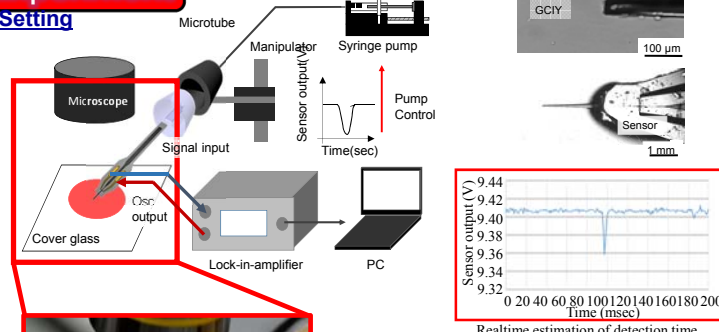 Setting
Microtube
Manipulator
Syringe pump
Microscope
Sensor output(V)
Pump
Control
Signal input
Time(sec)
Osc
output
Cover glass
Lock-in-amplifier
PC
GCIY
100 µm
Sensor
1 mm
Sensor output (V)
9.44
9.42
9.40
9.38
9.36
9.34
9.32
0 20 40 60 80 100 120 140 160 180 200
Time (msec)
Realtime estimation of detection time